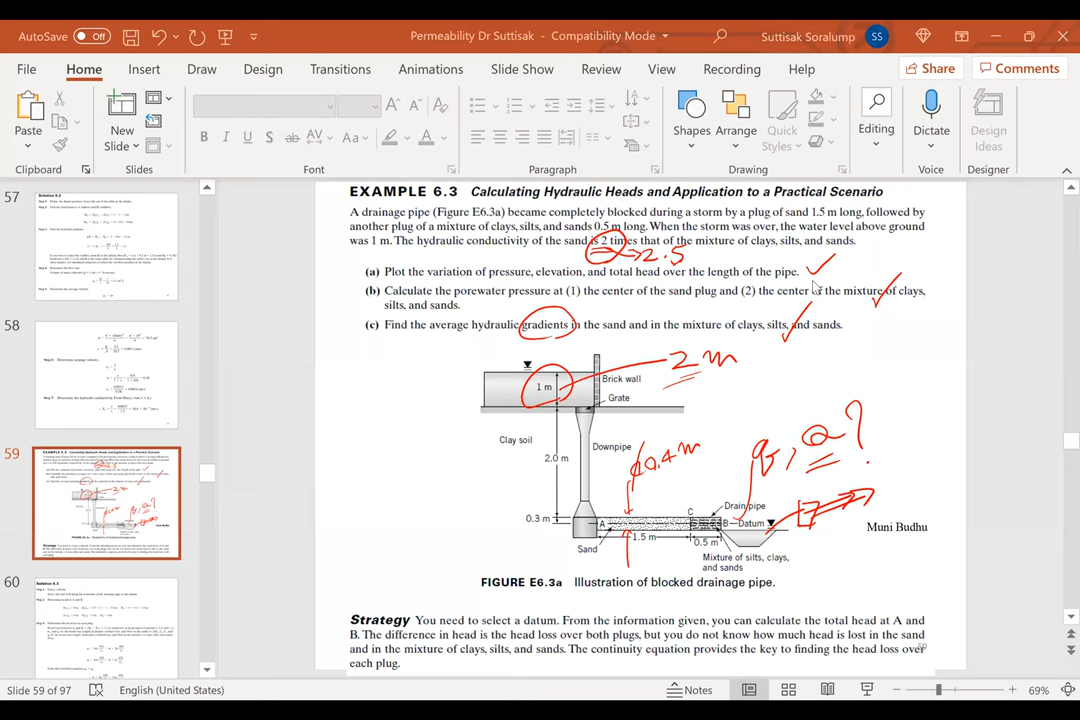 AutoSave Off
Permeability Dr Suttisak - Compatibility Mode
Suttisak Soralump SS
File Home Insert Draw Design Transitions Animations Slide Show Review View Recording Help Share Comments
Paste New Slide Shapes Arrange Quick Styles Editing Dictate Design Ideas
B I U S ab AV Aa A
Clipboard Slides Font Paragraph Drawing Voice Designer
57
58
59
60
EXAMPLE 6.3 Calculating Hydraulic Heads and Application to a Practical Scenario
A drainage pipe (Figure E6.3a) became completely blocked during a storm by a plug of sand 1.5 m long, followed by
another plug of a mixture of clays, silts, and sands 0.5 m long. When the storm was over, the water level above ground
was 1 m. The hydraulic conductivity of the sand is 2 times that of the mixture of clays, silts, and sands.
2.5
(a) Plot the variation of pressure, elevation, and total head over the length of the pipe.
(b) Calculate the porewater pressure at (1) the center of the sand plug and (2) the center of the mixture of clays,
silts, and sands.
(c) Find the average hydraulic gradients in the sand and in the mixture of clays, silts, and sands.
2 m
1 m
Brick wall
Grate
Clay soil
Downpipe
2.0 m
0.4 m
q, Q?
C
Drain pipe
0.3 m
A
B
Datum
Sand
1.5 m
0.5 m
Mixture of silts, clays,
and sands
Muni Budhu
FIGURE E6.3a Illustration of blocked drainage pipe.
Strategy You need to select a datum. From the information given, you can calculate the total head at A and
B. The difference in head is the head loss over both plugs, but you do not know how much head is lost in the sand
and in the mixture of clays, silts, and sands. The continuity equation provides the key to finding the head loss over
each plug.
Slide 59 of 97 English (United States) Notes 69%